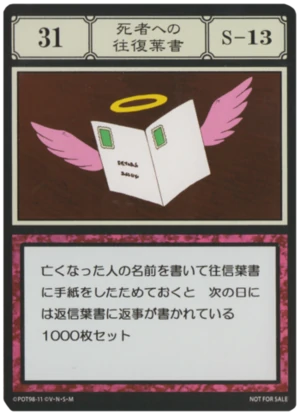 31
死者への
往復葉書
S-13
亡くなった人の名前を書いて往信葉書
に手紙をしたためておくと　次の日に
は返信葉書に返事が書かれている
1000枚セット
©POT98-11 ©V・N・S・M
NOT FOR SALE